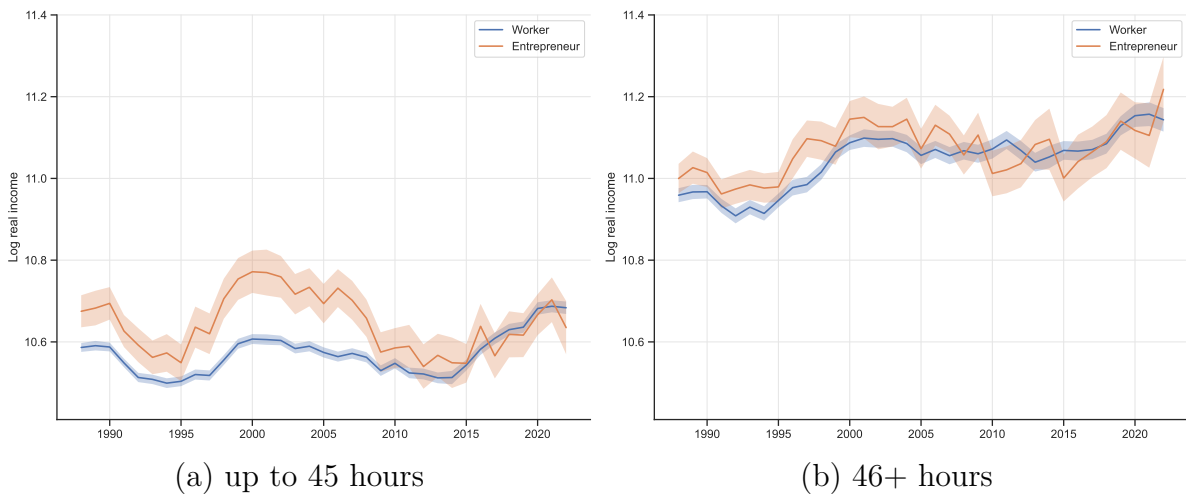 11.4
11.2
11.0
10.8
10.6
Log real income
Worker
Entrepreneur
1990 1995 2000 2005 2010 2015 2020
(a) up to 45 hours
11.4
11.2
11.0
10.8
10.6
Log real income
Worker
Entrepreneur
1990 1995 2000 2005 2010 2015 2020
(b) 46+ hours